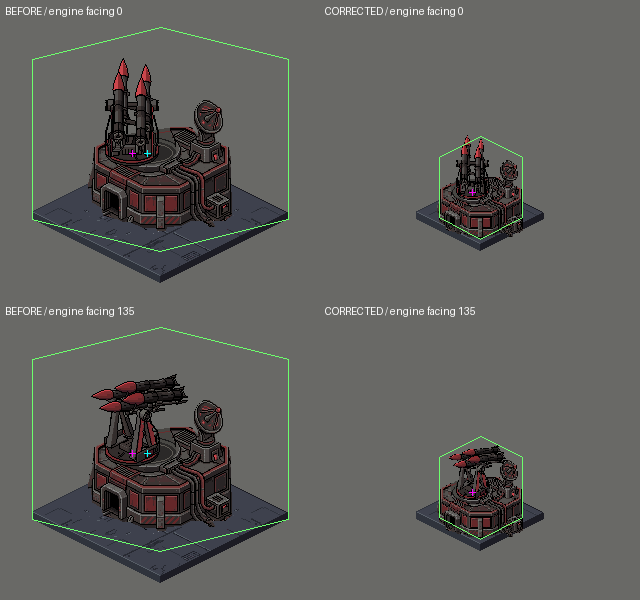 BEFORE / engine facing 0
CORRECTED / engine facing 0
BEFORE / engine facing 135
CORRECTED / engine facing 135